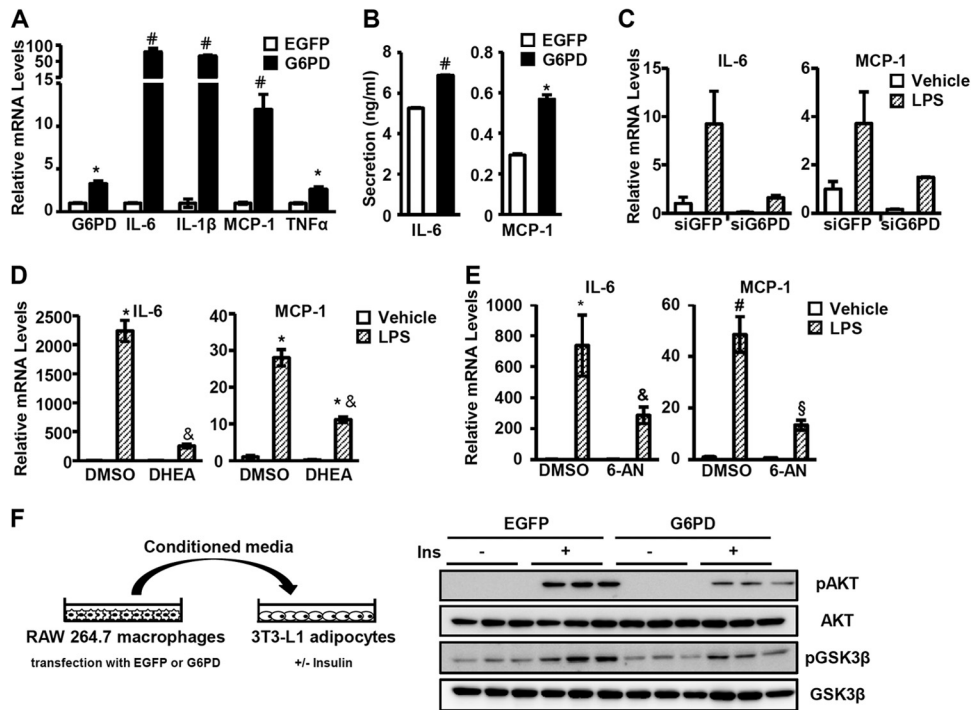 A
Relative mRNA Levels
100
50
15
10
5
0
*
#
#
#
*
EGFP
G6PD
G6PD IL-6 IL-1β MCP-1 TNFα
B
Secretion (ng/ml)
EGFP
G6PD
8
6
4
2
0
#
IL-6
0.8
0.6
0.4
0.2
0
*
MCP-1
C
Relative mRNA Levels
IL-6
15
10
5
0
siGFP siG6PD
MCP-1
6
4
2
0
siGFP siG6PD
Vehicle
LPS
D
Relative mRNA Levels
IL-6
2500
2000
1500
1000
500
0
*
&
DMSO DHEA
MCP-1
40
30
20
10
0
*
* &
DMSO DHEA
Vehicle
LPS
E
Relative mRNA Levels
IL-6
1000
800
600
400
200
0
*
&
DMSO 6-AN
MCP-1
60
40
20
0
#
§
DMSO 6-AN
Vehicle
LPS
F
Conditioned media
RAW 264.7 macrophages
transfection with EGFP or G6PD
3T3-L1 adipocytes
+/- Insulin
EGFP G6PD
Ins - + - +
pAKT
AKT
pGSK3β
GSK3β